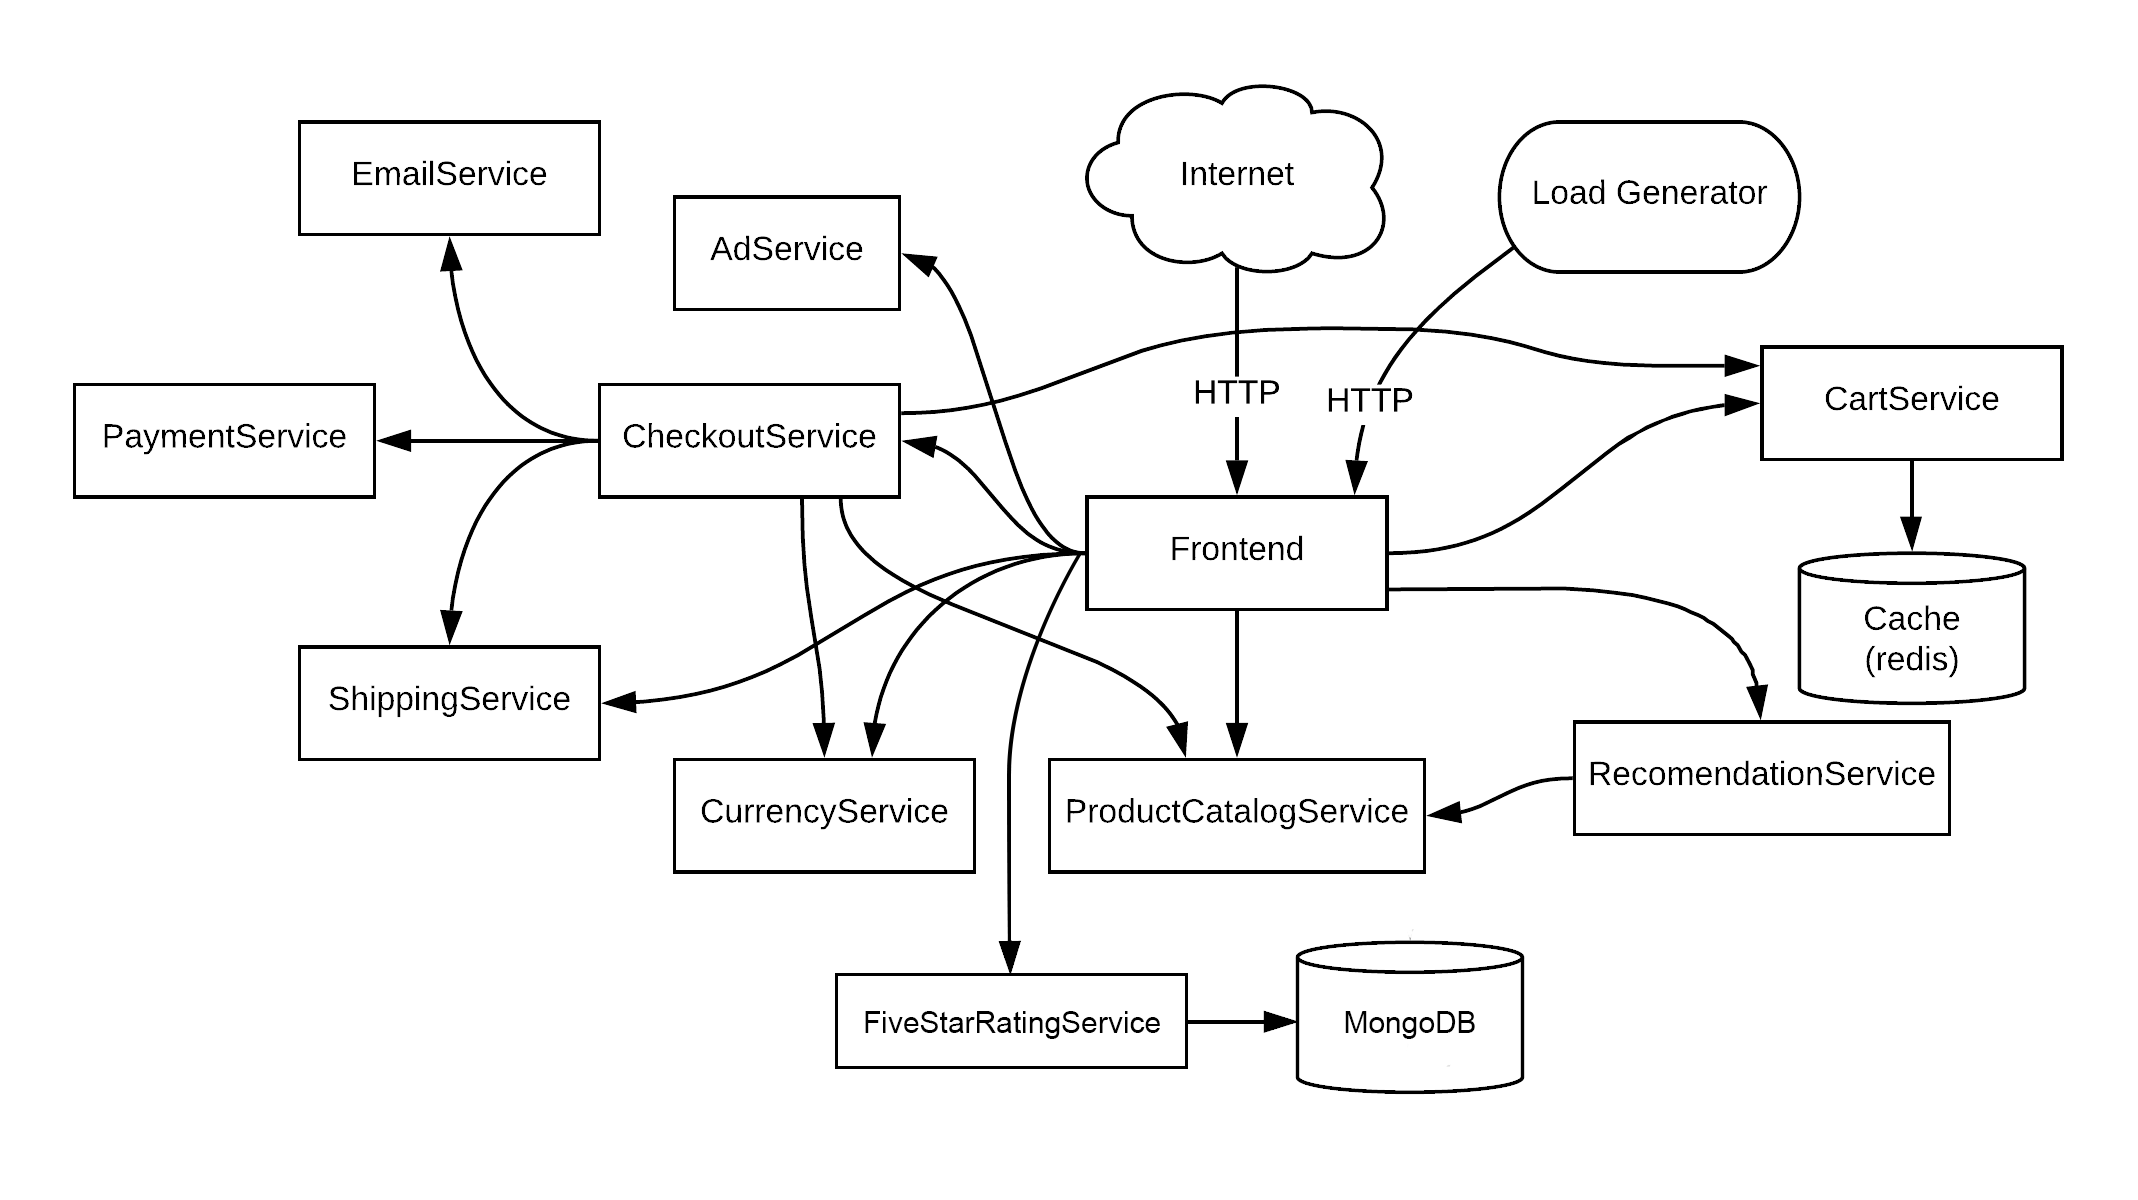 EmailService
Internet
Load Generator
AdService
HTTP
HTTP
CartService
PaymentService
CheckoutService
Frontend
Cache
(redis)
ShippingService
RecomendationService
CurrencyService
ProductCatalogService
FiveStarRatingService
MongoDB